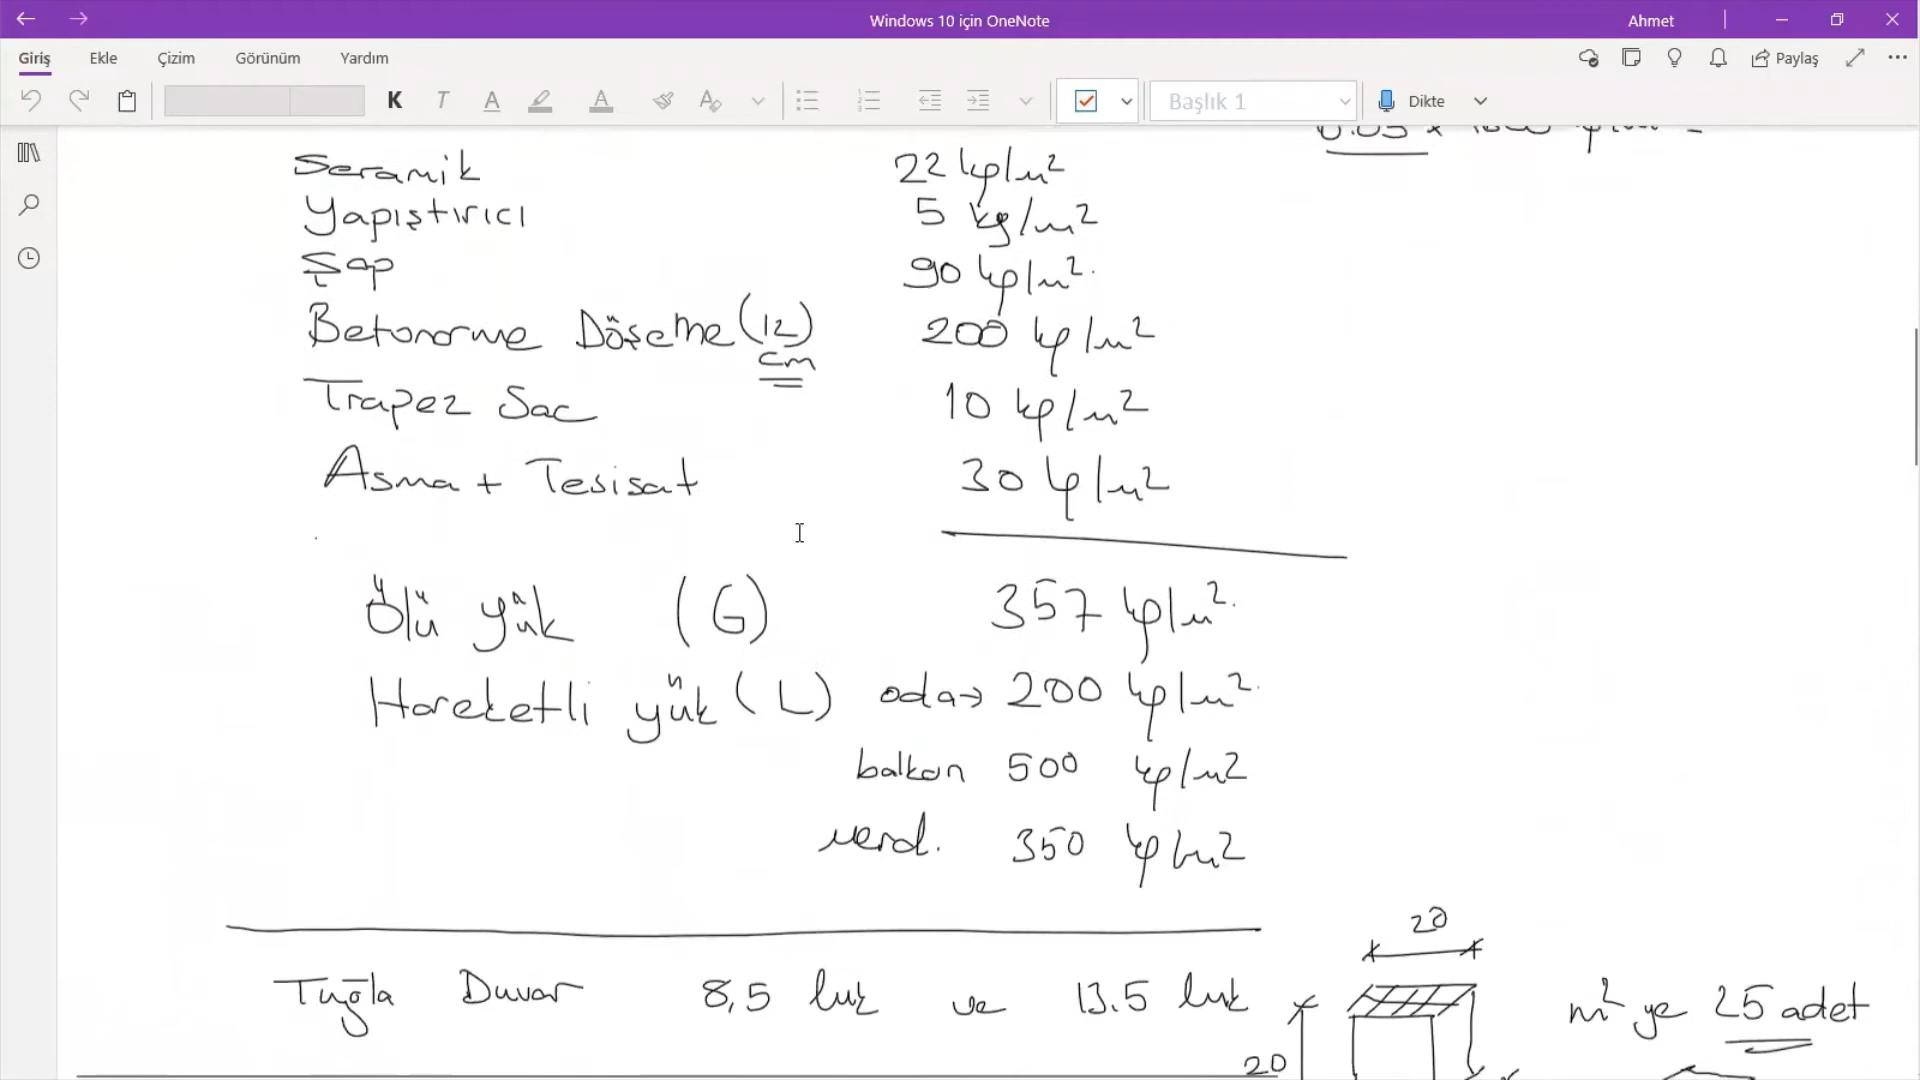 Windows 10 için OneNote
Ahmet
Giriş Ekle Çizim Görünüm Yardım
Paylaş
K T A A
Başlık 1
Dikte
Seramik 22 kg/m²
Yapıştırıcı 5 kg/m²
Şap 90 kg/m²
Betonarme Döşeme (12) 200 kg/m²
cm
Trapez Sac 10 kg/m²
Asma + Tesisat 30 kg/m²
Ölü yük (G) 357 kg/m²
Hareketli yük (L) oda→ 200 kg/m²
balkon 500 kg/m²
merd. 350 kg/m²
20
Tuğla Duvar 8,5 luk ve 13.5 luk
m² ye 25 adet
20